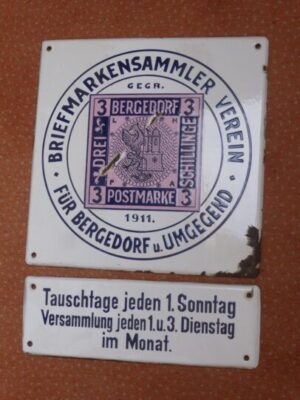 BRIEFMARKENSAMMLER VEREIN
GEGR.
3 BERGEDORF 3
DREI
SCHILLINGE
L H
P A
3 POSTMARKE 3
1911.
FÜR BERGEDORF u. UMGEGEND
Tauschtage jeden 1. Sonntag
Versammlung jeden 1. u. 3. Dienstag
im Monat.